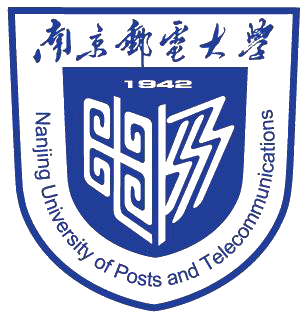 南京郵電大學
1942
Nanjing University of Posts and Telecommunications